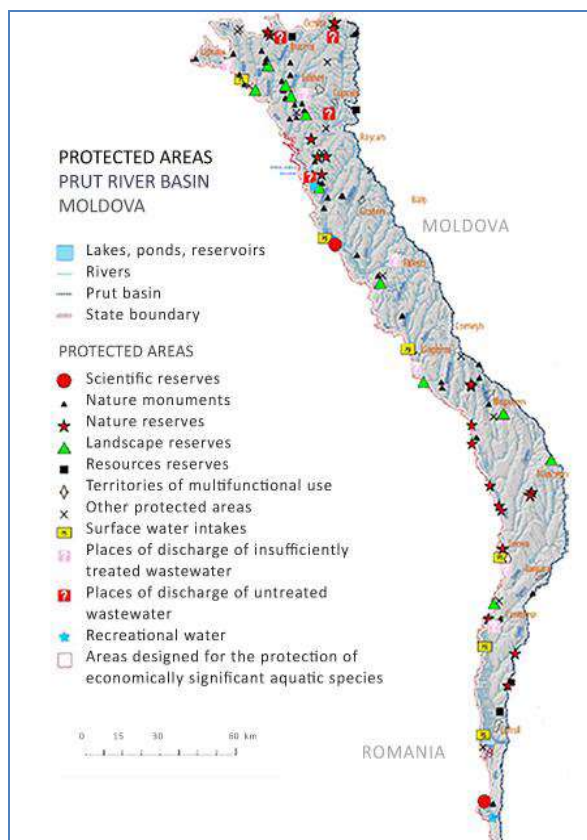 PROTECTED AREAS
PRUT RIVER BASIN
MOLDOVA
Lakes, ponds, reservoirs
Rivers
Prut basin
State boundary
PROTECTED AREAS
Scientific reserves
Nature monuments
Nature reserves
Landscape reserves
Resources reserves
Territories of multifunctional use
Other protected areas
Surface water intakes
Places of discharge of insufficiently
treated wastewater
Places of discharge of untreated
wastewater
Recreational water
Areas designed for the protection of
economically significant aquatic species
0 15 30 60 km
MOLDOVA
ROMANIA